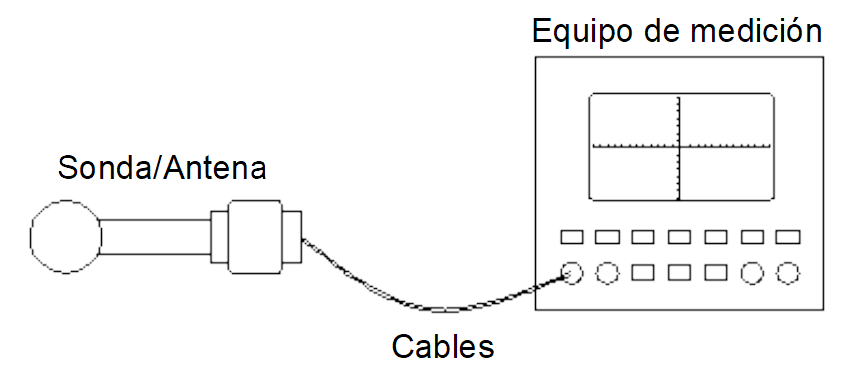 Equipo de medición
Sonda/Antena
Cables